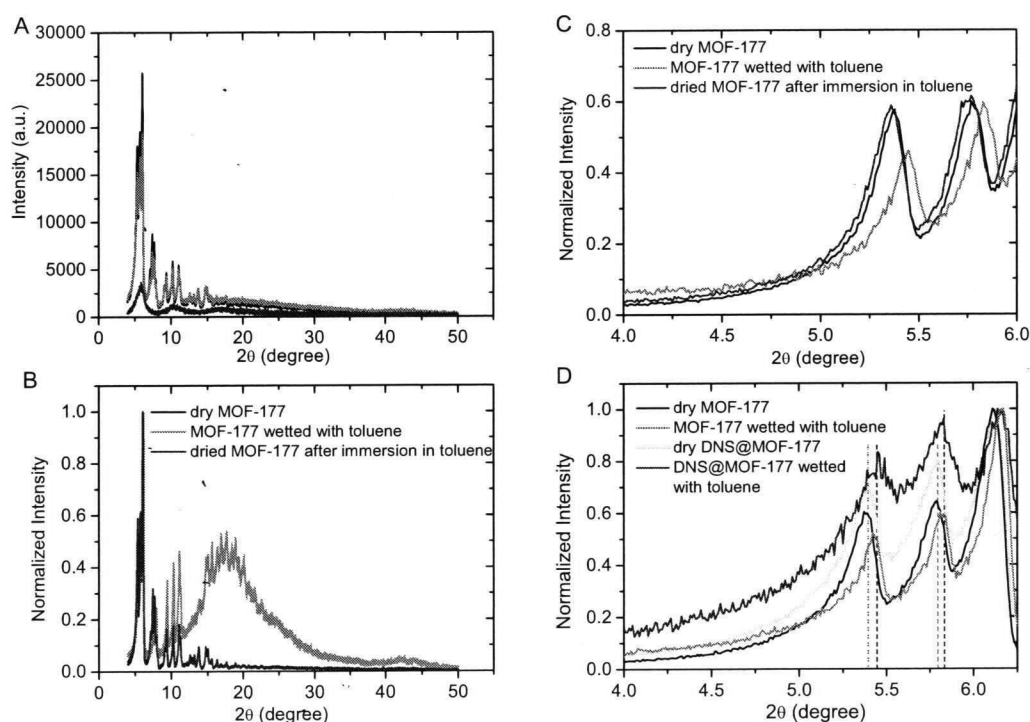 A
30000
25000
20000
15000
10000
5000
0
Intensity (a.u.)
0 10 20 30 40 50
2θ (degree)
B
1.0
0.8
0.6
0.4
0.2
0.0
Normalized Intensity
dry MOF-177
MOF-177 wetted with toluene
dried MOF-177 after immersion in toluene
0 10 20 30 40 50
2θ (degree)
C
0.8
0.6
0.4
0.2
0.0
Normalized Intensity
dry MOF-177
MOF-177 wetted with toluene
dried MOF-177 after immersion in toluene
4.0 4.5 5.0 5.5 6.0
2θ (degree)
D
1.0
0.8
0.6
0.4
0.2
0.0
Normalized Intensity
dry MOF-177
MOF-177 wetted with toluene
dry DNS@MOF-177
DNS@MOF-177 wetted
with toluene
4.0 4.5 5.0 5.5 6.0
2θ (degree)